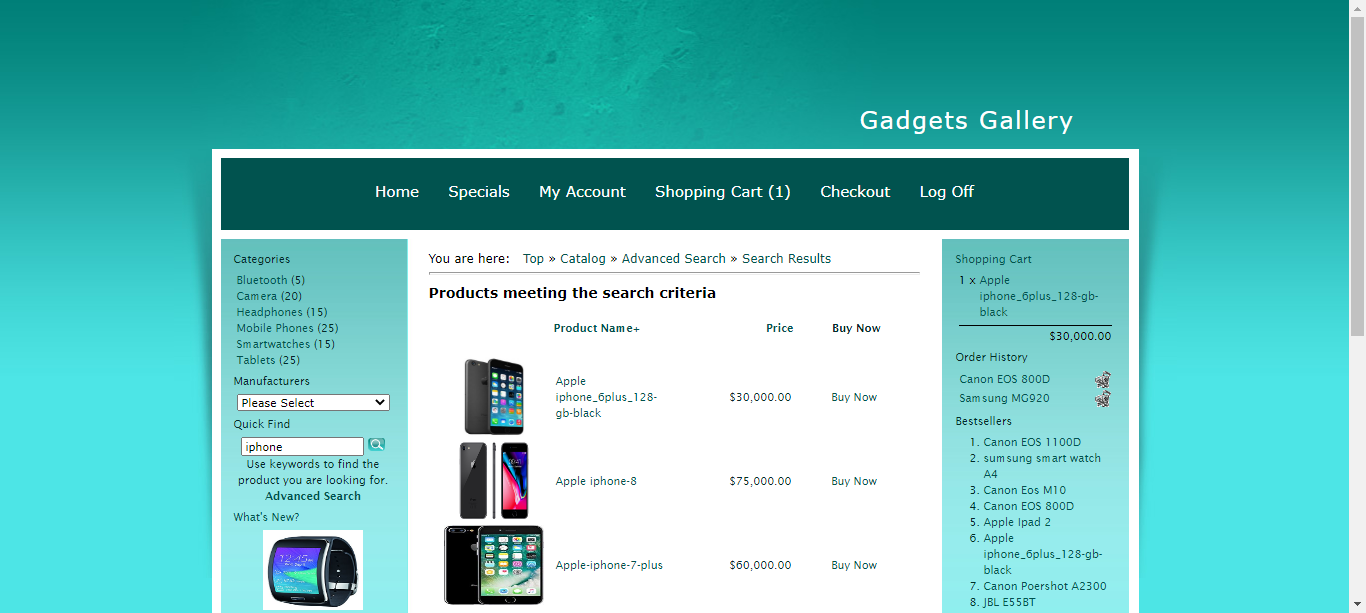 Gadgets Gallery
Home Specials My Account Shopping Cart (1) Checkout Log Off
Categories
Bluetooth (5)
Camera (20)
Headphones (15)
Mobile Phones (25)
Smartwatches (15)
Tablets (25)
Manufacturers
Please Select
Quick Find
iphone
Use keywords to find the
product you are looking for.
Advanced Search
What's New?
You are here: Top » Catalog » Advanced Search » Search Results
Products meeting the search criteria
Product Name+ Price Buy Now
Apple
iphone_6plus_128-
gb-black
$30,000.00 Buy Now
Apple iphone-8 $75,000.00 Buy Now
Apple-iphone-7-plus $60,000.00 Buy Now
Shopping Cart
1 x Apple
iphone_6plus_128-gb-
black
$30,000.00
Order History
Canon EOS 800D
Samsung MG920
Bestsellers
1. Canon EOS 1100D
2. sumsung smart watch
A4
3. Canon Eos M10
4. Canon EOS 800D
5. Apple Ipad 2
6. Apple
iphone_6plus_128-gb-
black
7. Canon Poershot A2300
8. JBL E55BT